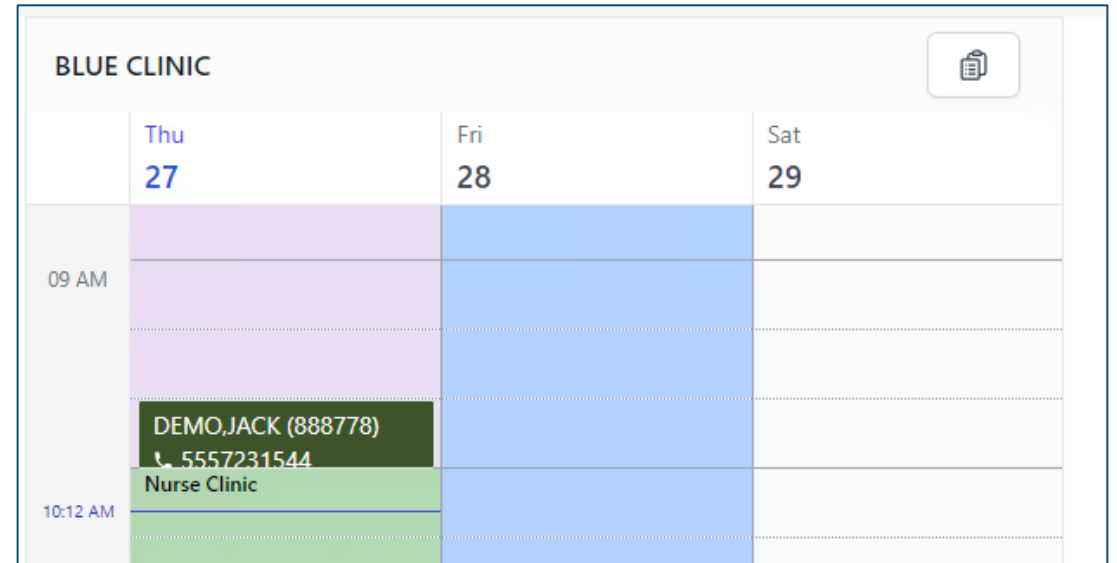 BLUE CLINIC
Thu
Fri
Sat
27
28
29
09 AM
DEMO,JACK (888778)
5557231544
Nurse Clinic
10:12 AM